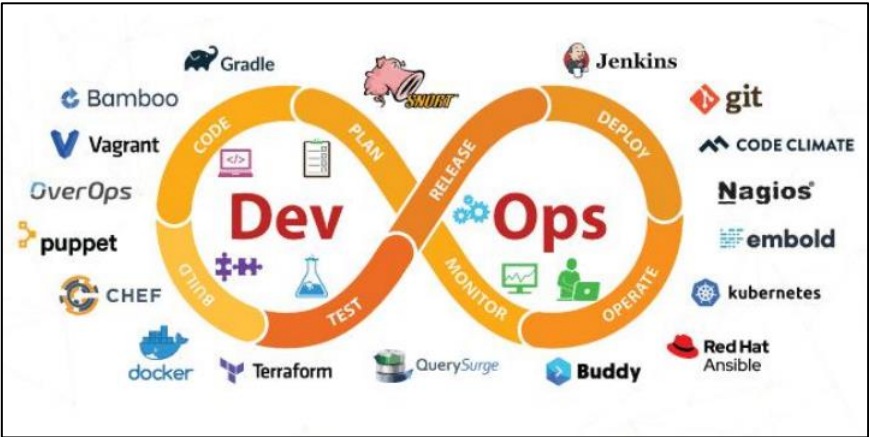 Gradle
SNORT
Jenkins
Bamboo
git
CODE
PLAN
RELEASE
DEPLOY
Vagrant
CODE CLIMATE
OverOps
Dev
Ops
Nagios®
puppet
embold
CHEF
BUILD
TEST
MONITOR
OPERATE
kubernetes
docker
Terraform
QuerySurge
Buddy
Red Hat
Ansible